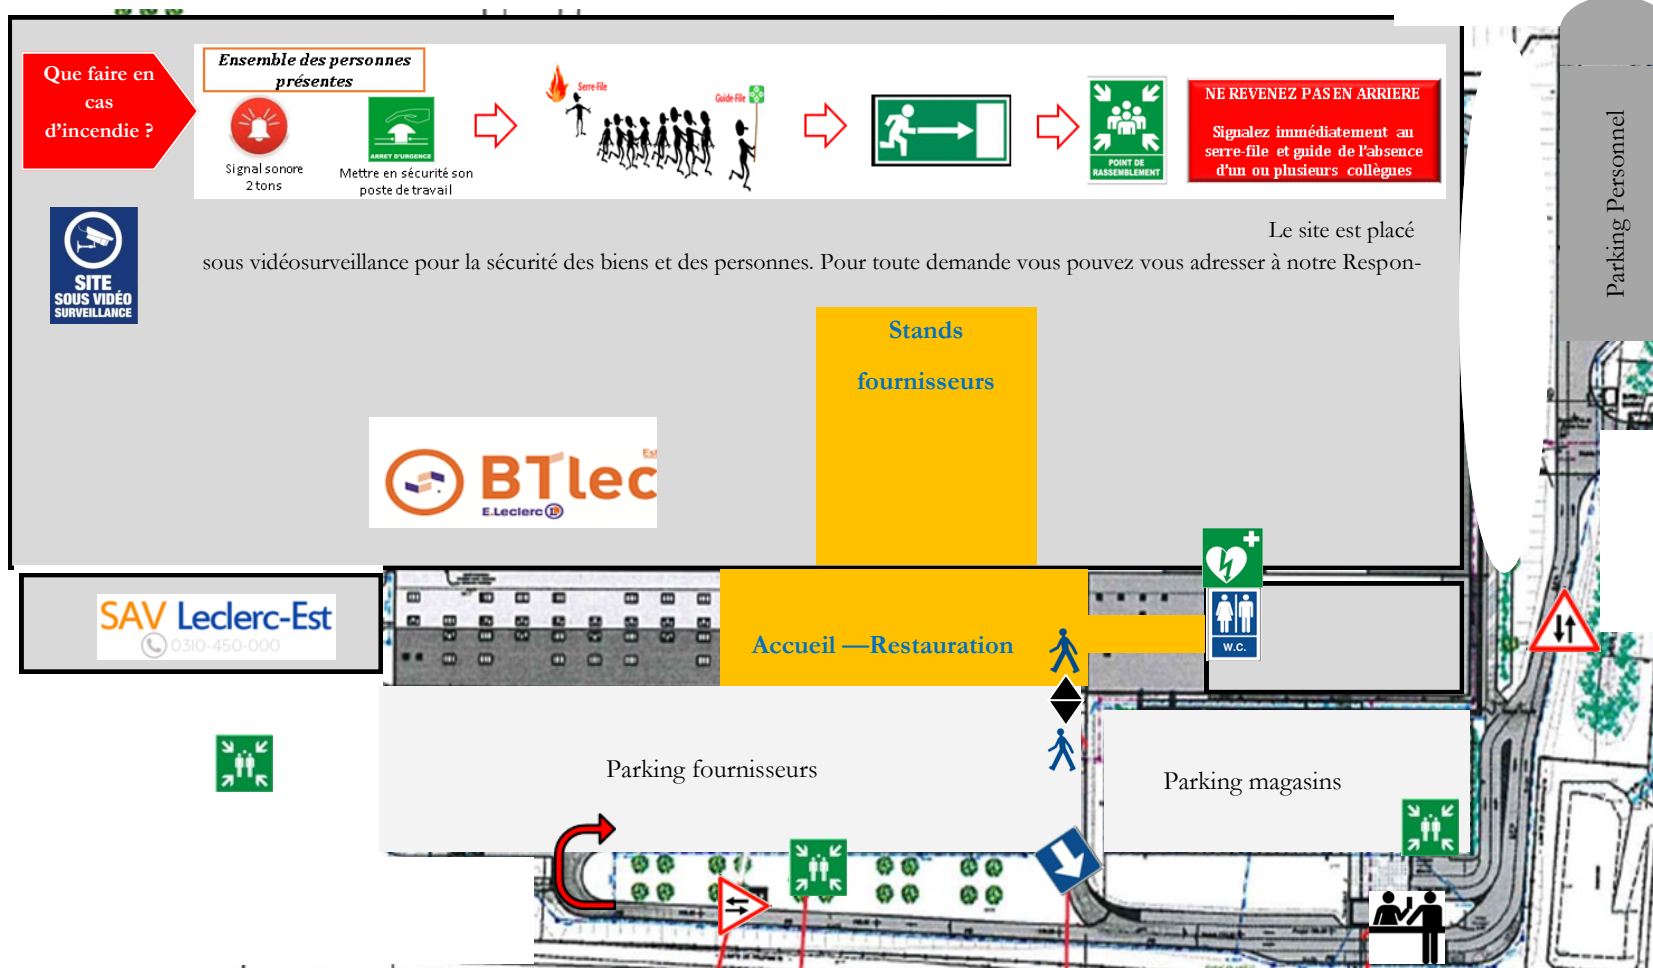 Que faire en
cas
d'incendie ?
Ensemble des personnes
présentes
Signal sonore
2 tons
ARRET D'URGENCE
Mettre en sécurité son
poste de travail
Serre-File
Guide-File
POINT DE
RASSEMBLEMENT
NE REVENEZ PAS EN ARRIERE
Signalez immédiatement au
serre-file et guide de l'absence
d'un ou plusieurs collègues
Parking Personnel
SITE
SOUS VIDÉO
SURVEILLANCE
Le site est placé
sous vidéosurveillance pour la sécurité des biens et des personnes. Pour toute demande vous pouvez vous adresser à notre Respon-
Stands
fournisseurs
Est
BTlec
E.Leclerc
SAV Leclerc-Est
0310-450-000
Accueil —Restauration
W.C.
Parking fournisseurs
Parking magasins